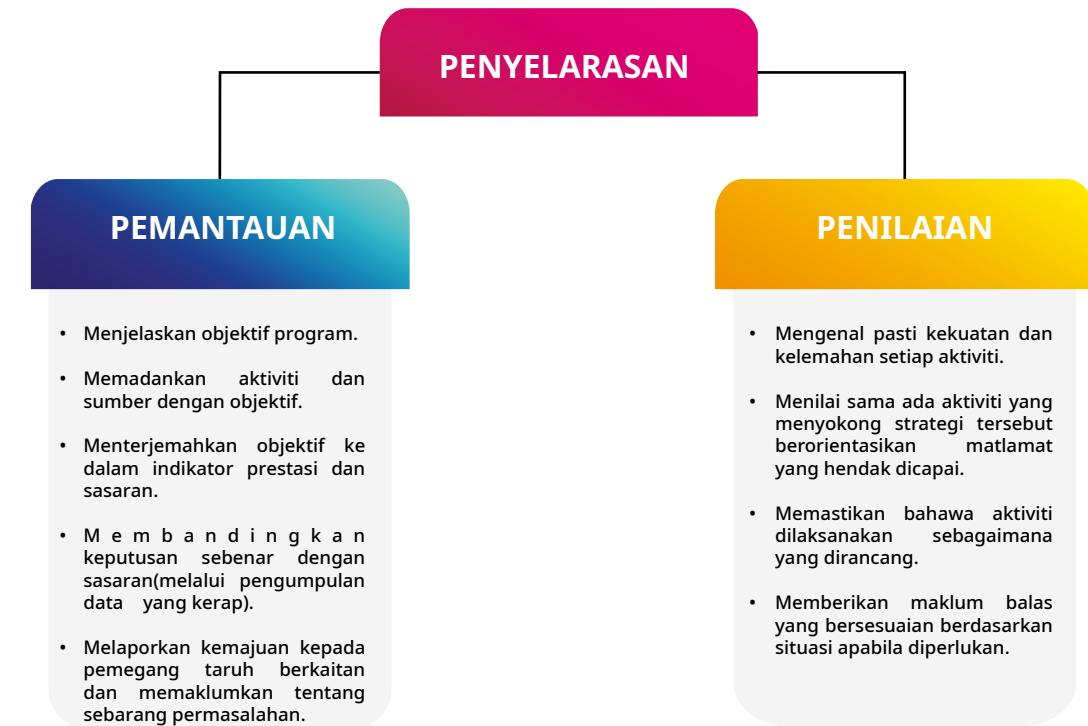 PENYELARASAN
PEMANTAUAN
• Menjelaskan objektif program.
• Memadankan aktiviti dan
sumber dengan objektif.
• Menterjemahkan objektif ke
dalam indikator prestasi dan
sasaran.
• M e m b a n d i n g k a n
keputusan sebenar dengan
sasaran(melalui pengumpulan
data yang kerap).
• Melaporkan kemajuan kepada
pemegang taruh berkaitan
dan memaklumkan tentang
sebarang permasalahan.
PENILAIAN
• Mengenal pasti kekuatan dan
kelemahan setiap aktiviti.
• Menilai sama ada aktiviti yang
menyokong strategi tersebut
berorientasikan matlamat
yang hendak dicapai.
• Memastikan bahawa aktiviti
dilaksanakan sebagaimana
yang dirancang.
• Memberikan maklum balas
yang bersesuaian berdasarkan
situasi apabila diperlukan.